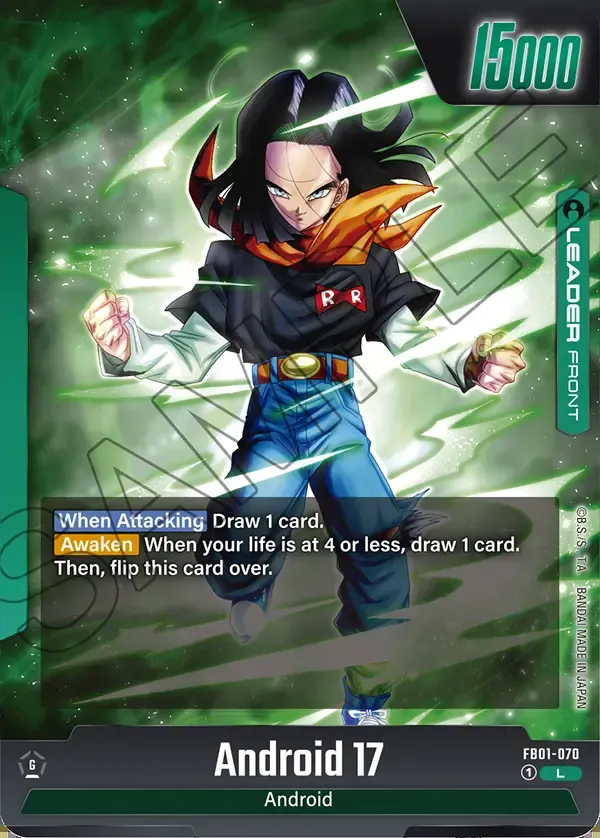 15000
LEADER FRONT
RR
When Attacking Draw 1 card.
Awaken When your life is at 4 or less, draw 1 card.
Then, flip this card over.
SAMPLE
©B.S./S., T.A. BANDAI MADE IN JAPAN
Android 17
FB01-070
G
1 L
Android